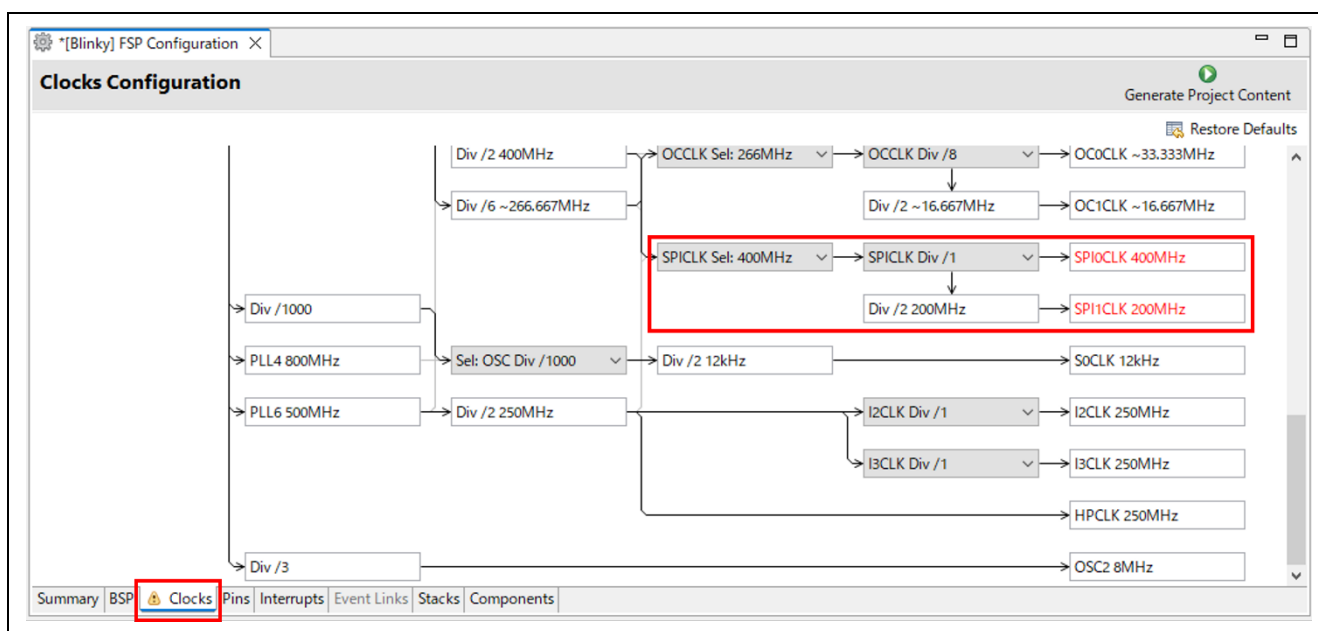 *[Blinky] FSP Configuration
Clocks Configuration
Generate Project Content
Restore Defaults
Div /2 400MHz
OCCLK Sel: 266MHz
OCCLK Div /8
OC0CLK ~33.333MHz
Div /6 ~266.667MHz
Div /2 ~16.667MHz
OC1CLK ~16.667MHz
SPICLK Sel: 400MHz
SPICLK Div /1
SPI0CLK 400MHz
Div /1000
Div /2 200MHz
SPI1CLK 200MHz
PLL4 800MHz
Sel: OSC Div /1000
Div /2 12kHz
S0CLK 12kHz
PLL6 500MHz
Div /2 250MHz
I2CLK Div /1
I2CLK 250MHz
I3CLK Div /1
I3CLK 250MHz
HPCLK 250MHz
Div /3
OSC2 8MHz
Summary
BSP
Clocks
Pins
Interrupts
Event Links
Stacks
Components